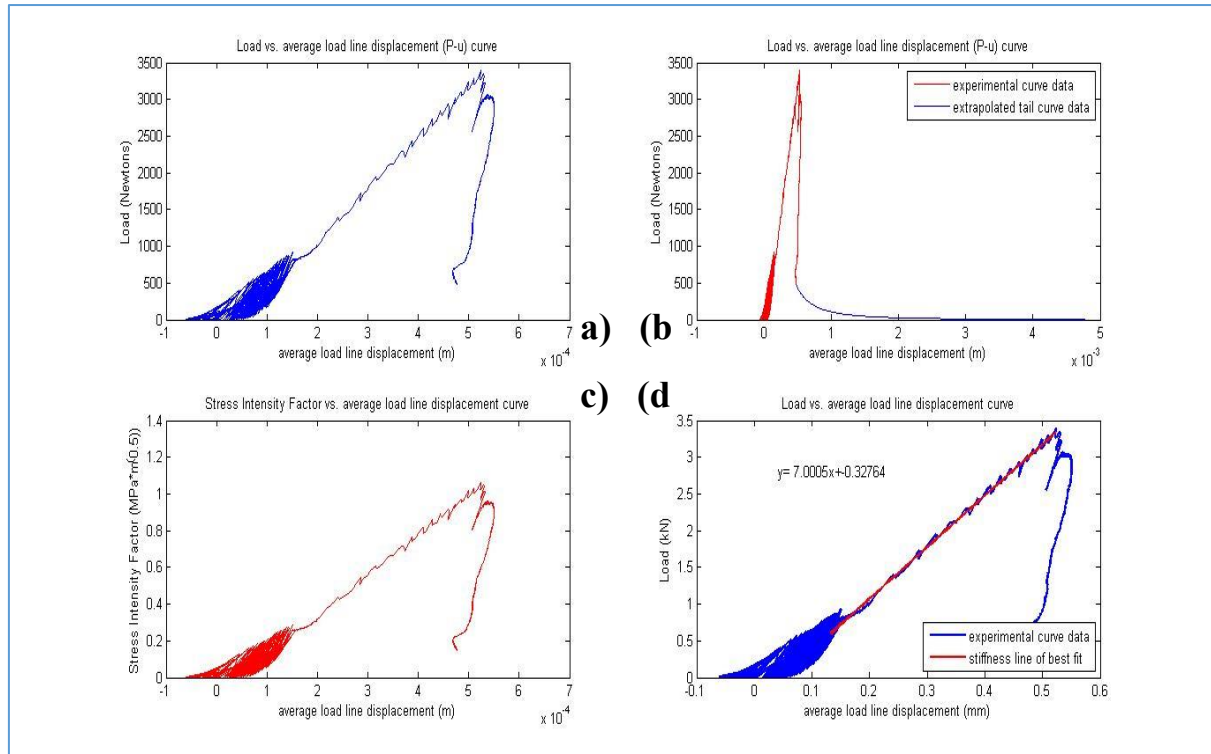 Load vs. average load line displacement (P-u) curve
3500
3000
2500
2000
1500
1000
500
0
Load (Newtons)
-1 0 1 2 3 4 5 6 7
average load line displacement (m)
x 10⁻⁴
a)
Load vs. average load line displacement (P-u) curve
experimental curve data
extrapolated tail curve data
3500
3000
2500
2000
1500
1000
500
0
Load (Newtons)
-1 0 1 2 3 4 5
average load line displacement (m)
x 10⁻³
(b
c)
Stress Intensity Factor vs. average load line displacement curve
1.4
1.2
1
0.8
0.6
0.4
0.2
0
Stress Intensity Factor (MPa*m(0.5))
-1 0 1 2 3 4 5 6 7
average load line displacement (m)
x 10⁻⁴
(d
Load vs. average load line displacement curve
y= 7.0005x+-0.32764
3.5
3
2.5
2
1.5
1
0.5
0
Load (kN)
experimental curve data
stiffness line of best fit
-0.1 0 0.1 0.2 0.3 0.4 0.5 0.6
average load line displacement (mm)